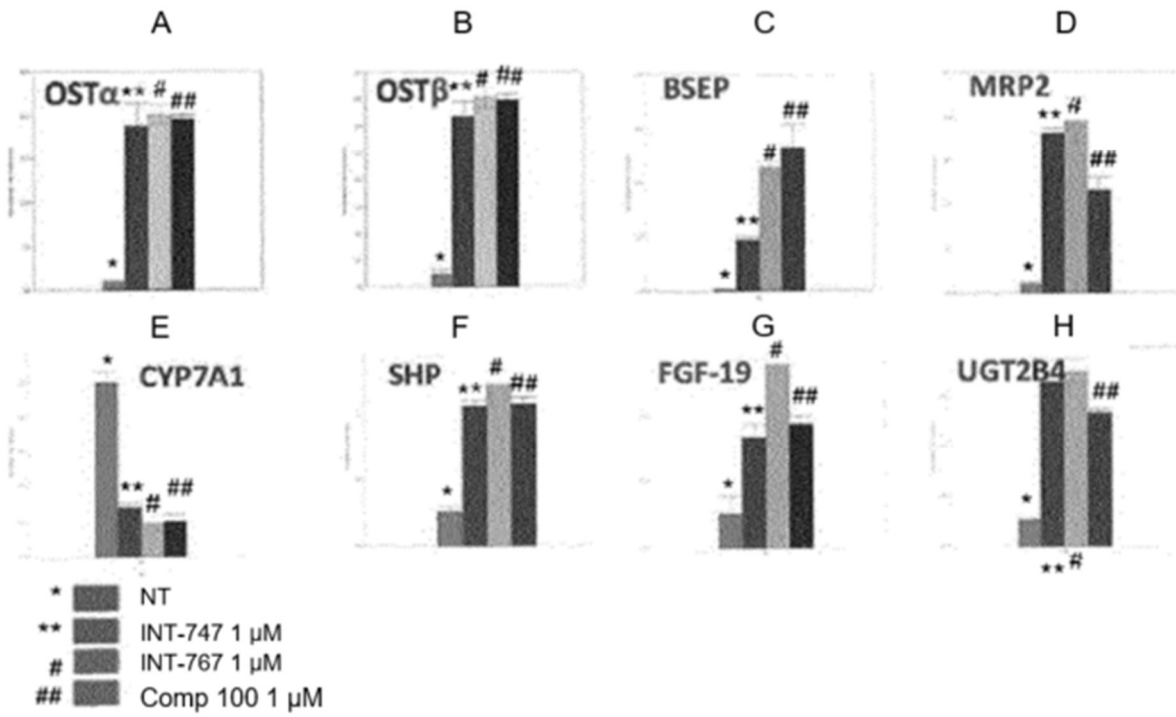 A B C D
OSTα ** # ## *
OSTβ ** # ## *
BSEP ## # ** *
MRP2 ** # ## *
E F G H
* CYP7A1 ** # ##
SHP ** # ## *
FGF-19 # ** ## *
UGT2B4 ## * ** #
* NT
** INT-747 1 µM
# INT-767 1 µM
## Comp 100 1 µM